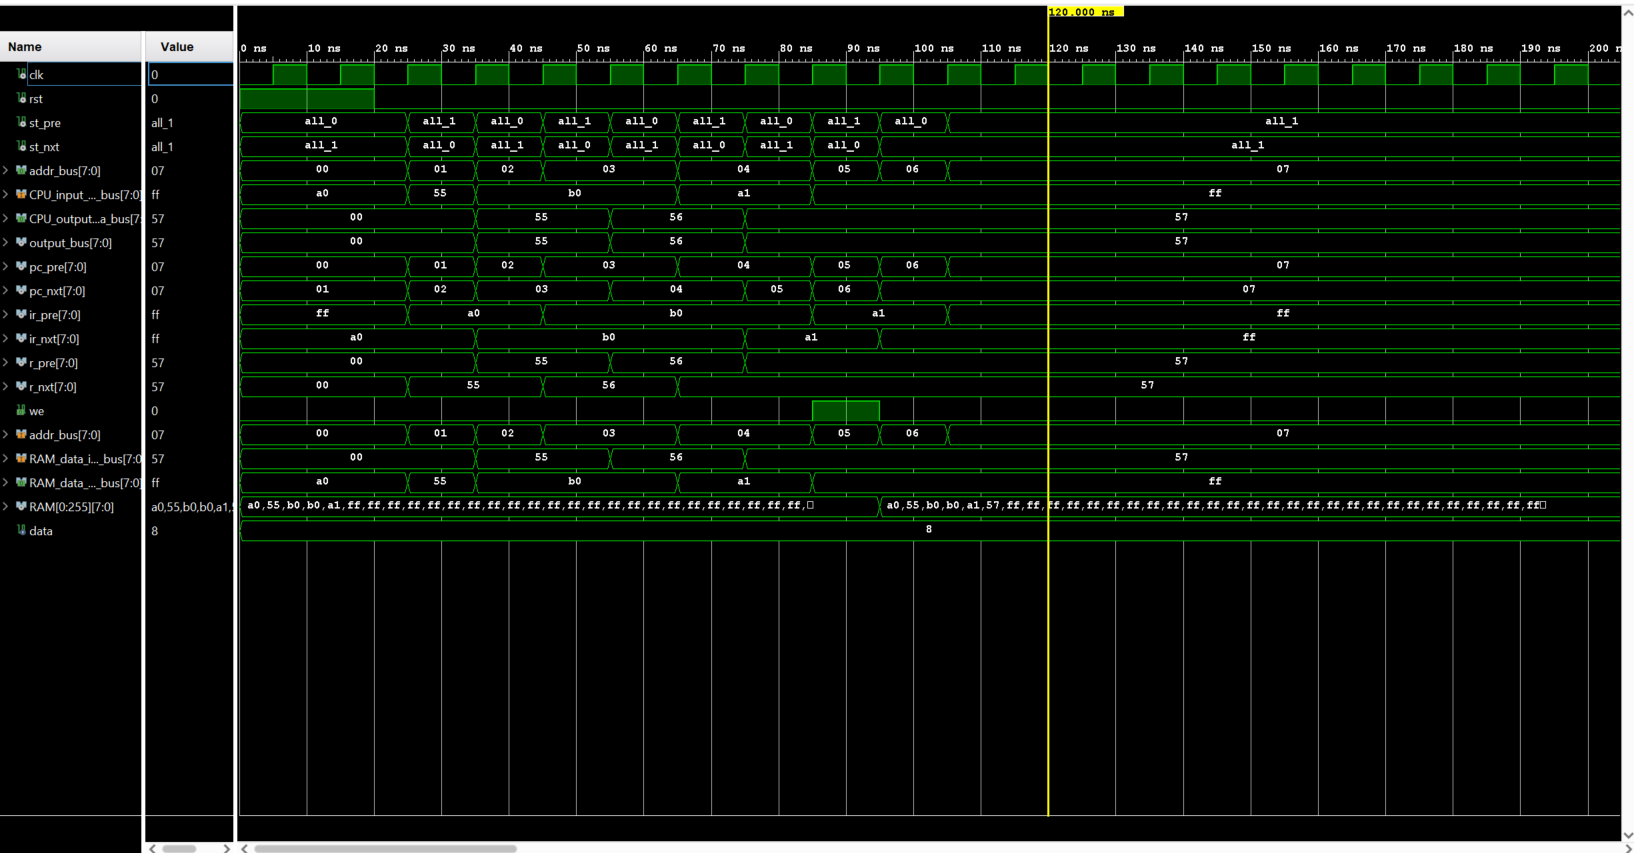 120.000 ns
Name Value
0 ns 10 ns 20 ns 30 ns 40 ns 50 ns 60 ns 70 ns 80 ns 90 ns 100 ns 110 ns 120 ns 130 ns 140 ns 150 ns 160 ns 170 ns 180 ns 190 ns 200 n
clk 0
rst 0
st_pre all_1 all_0 all_1 all_0 all_1 all_0 all_1 all_0 all_1 all_0 all_1
st_nxt all_1 all_1 all_0 all_1 all_0 all_1 all_0 all_1 all_0 all_1
addr_bus[7:0] 07 00 01 02 03 04 05 06 07
CPU_input_..._bus[7:0] ff a0 55 b0 a1 ff
CPU_output...a_bus[7: 57 00 55 56 57
output_bus[7:0] 57 00 55 56 57
pc_pre[7:0] 07 00 01 02 03 04 05 06 07
pc_nxt[7:0] 07 01 02 03 04 05 06 07
ir_pre[7:0] ff ff a0 b0 a1 ff
ir_nxt[7:0] ff a0 b0 a1 ff
r_pre[7:0] 57 00 55 56 57
r_nxt[7:0] 57 00 55 56 57
we 0
addr_bus[7:0] 07 00 01 02 03 04 05 06 07
RAM_data_i..._bus[7:0 57 00 55 56 57
RAM_data_..._bus[7:0] ff a0 55 b0 a1 ff
RAM[0:255][7:0] a0,55,b0,b0,a1, a0,55,b0,b0,a1,ff,ff,ff,ff,ff,ff,ff,ff,ff,ff,ff,ff,ff,ff,ff,ff,ff,ff,ff,ff,ff,ff,ff, a0,55,b0,b0,a1,57,ff,ff,ff,ff,ff,ff,ff,ff,ff,ff,ff,ff,ff,ff,ff,ff,ff,ff,ff,ff,ff,ff,ff,ff,ff,ff,ff
data 8 8